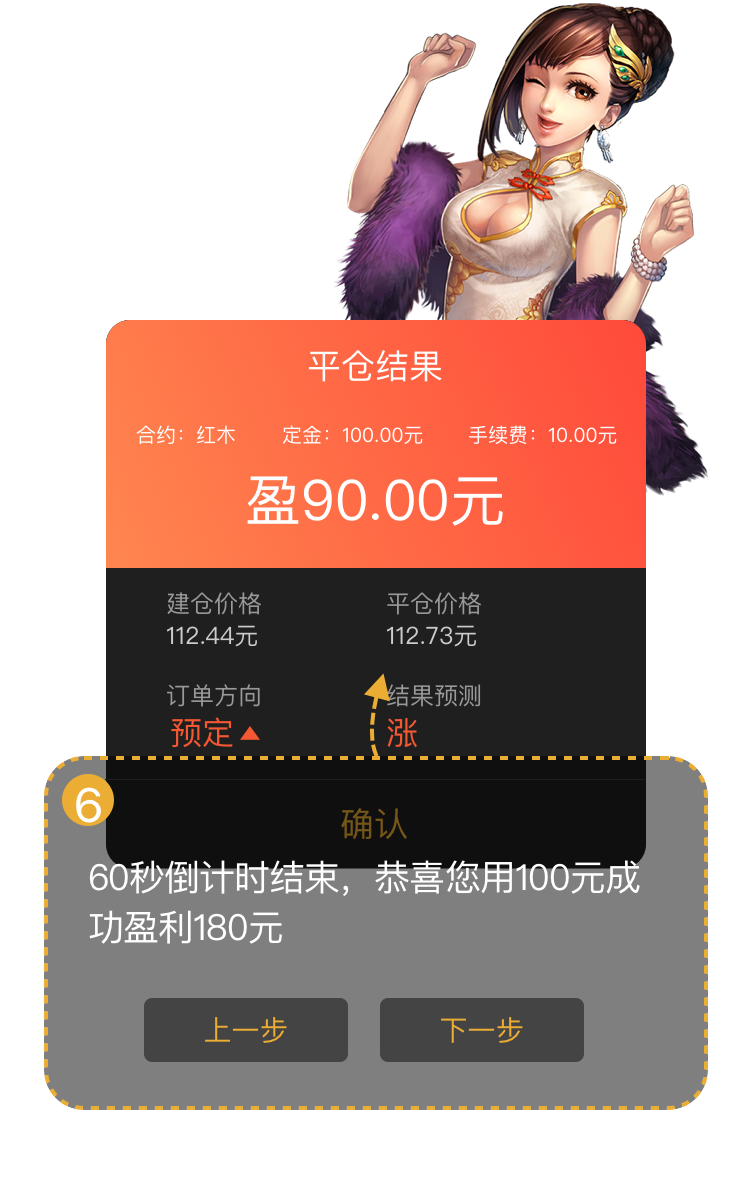 平仓结果
合约：红木 定金：100.00元 手续费：10.00元
盈90.00元
建仓价格 平仓价格
112.44元 112.73元
订单方向 结果预测
预定 涨
确认
6
60秒倒计时结束，恭喜您用100元成
功盈利180元
上一步 下一步